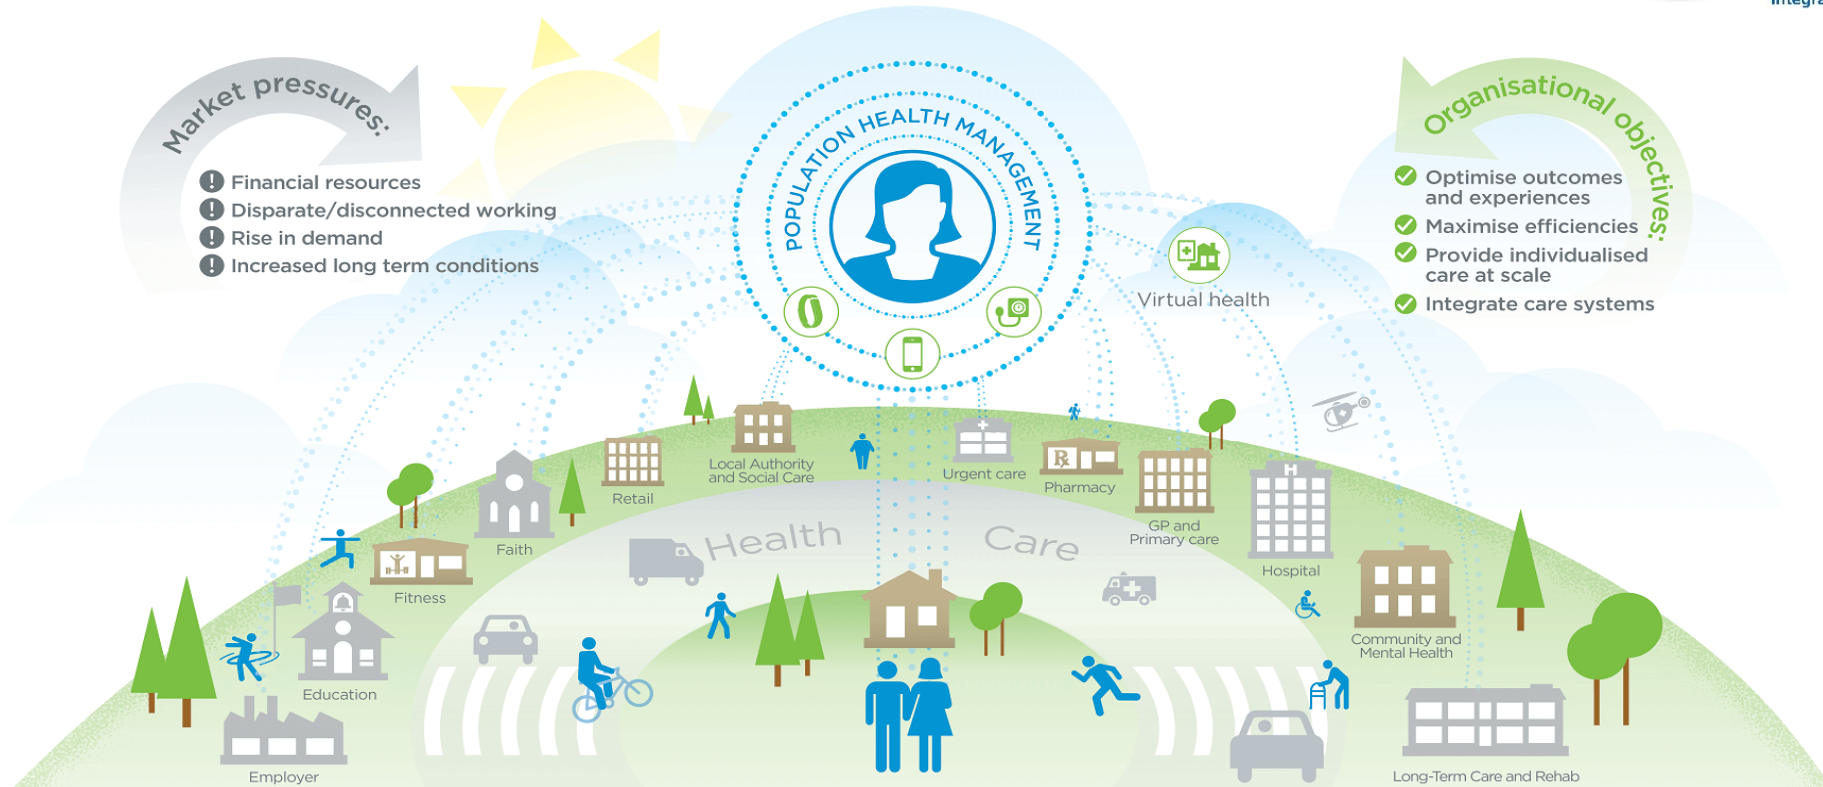 Market pressures:
Financial resources
Disparate/disconnected working
Rise in demand
Increased long term conditions
POPULATION HEALTH MANAGEMENT
Virtual health
Organisational objectives:
Optimise outcomes
and experiences
Maximise efficiencies
Provide individualised
care at scale
Integrate care systems
Local Authority
and Social Care
Retail
Faith
Fitness
Education
Employer
Health Care
Urgent care
Rx
Pharmacy
GP and
Primary care
H
Hospital
Community and
Mental Health
Long-Term Care and Rehab